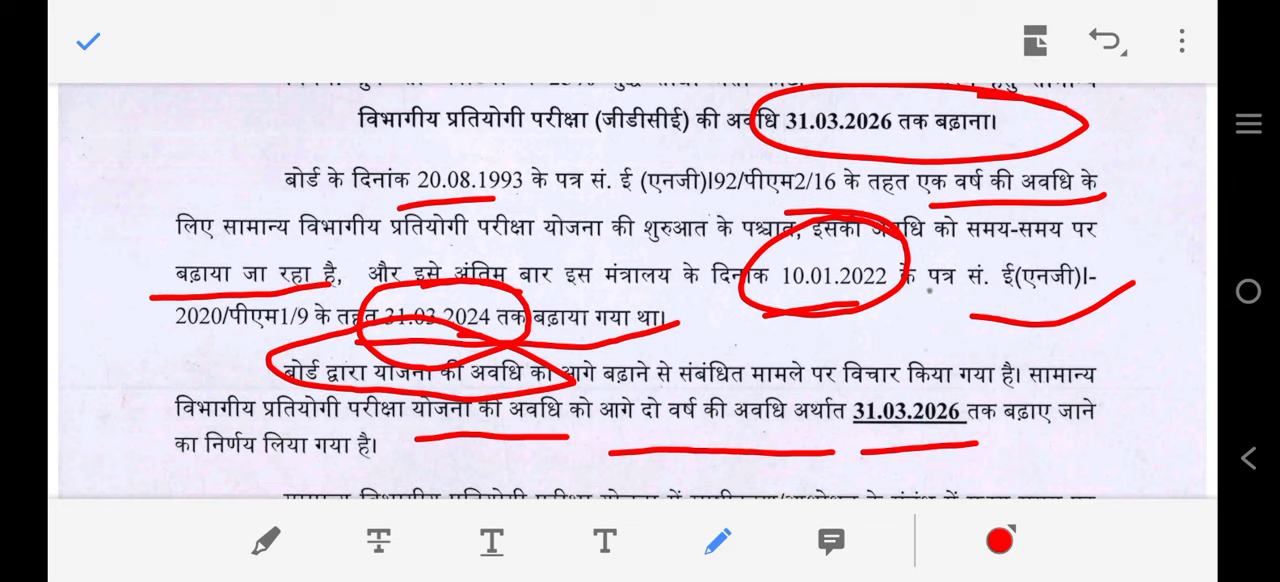 विभागीय प्रतियोगी परीक्षा (जीडीसीई) की अवधि 31.03.2026 तक बढ़ाना।
बोर्ड के दिनांक 20.08.1993 के पत्र सं. ई (एनजी)I92/पीएम2/16 के तहत एक वर्ष की अवधि के
लिए सामान्य विभागीय प्रतियोगी परीक्षा योजना की शुरुआत के पश्चात, इसकी अवधि को समय-समय पर
बढ़ाया जा रहा है, और इसे अंतिम बार इस मंत्रालय के दिनांक 10.01.2022 के पत्र सं. ई(एनजी)I-
2020/पीएम1/9 के तहत 31.03.2024 तक बढ़ाया गया था।
बोर्ड द्वारा योजना की अवधि को आगे बढ़ाने से संबंधित मामले पर विचार किया गया है। सामान्य
विभागीय प्रतियोगी परीक्षा योजना की अवधि को आगे दो वर्ष की अवधि अर्थात 31.03.2026 तक बढ़ाए जाने
का निर्णय लिया गया है।